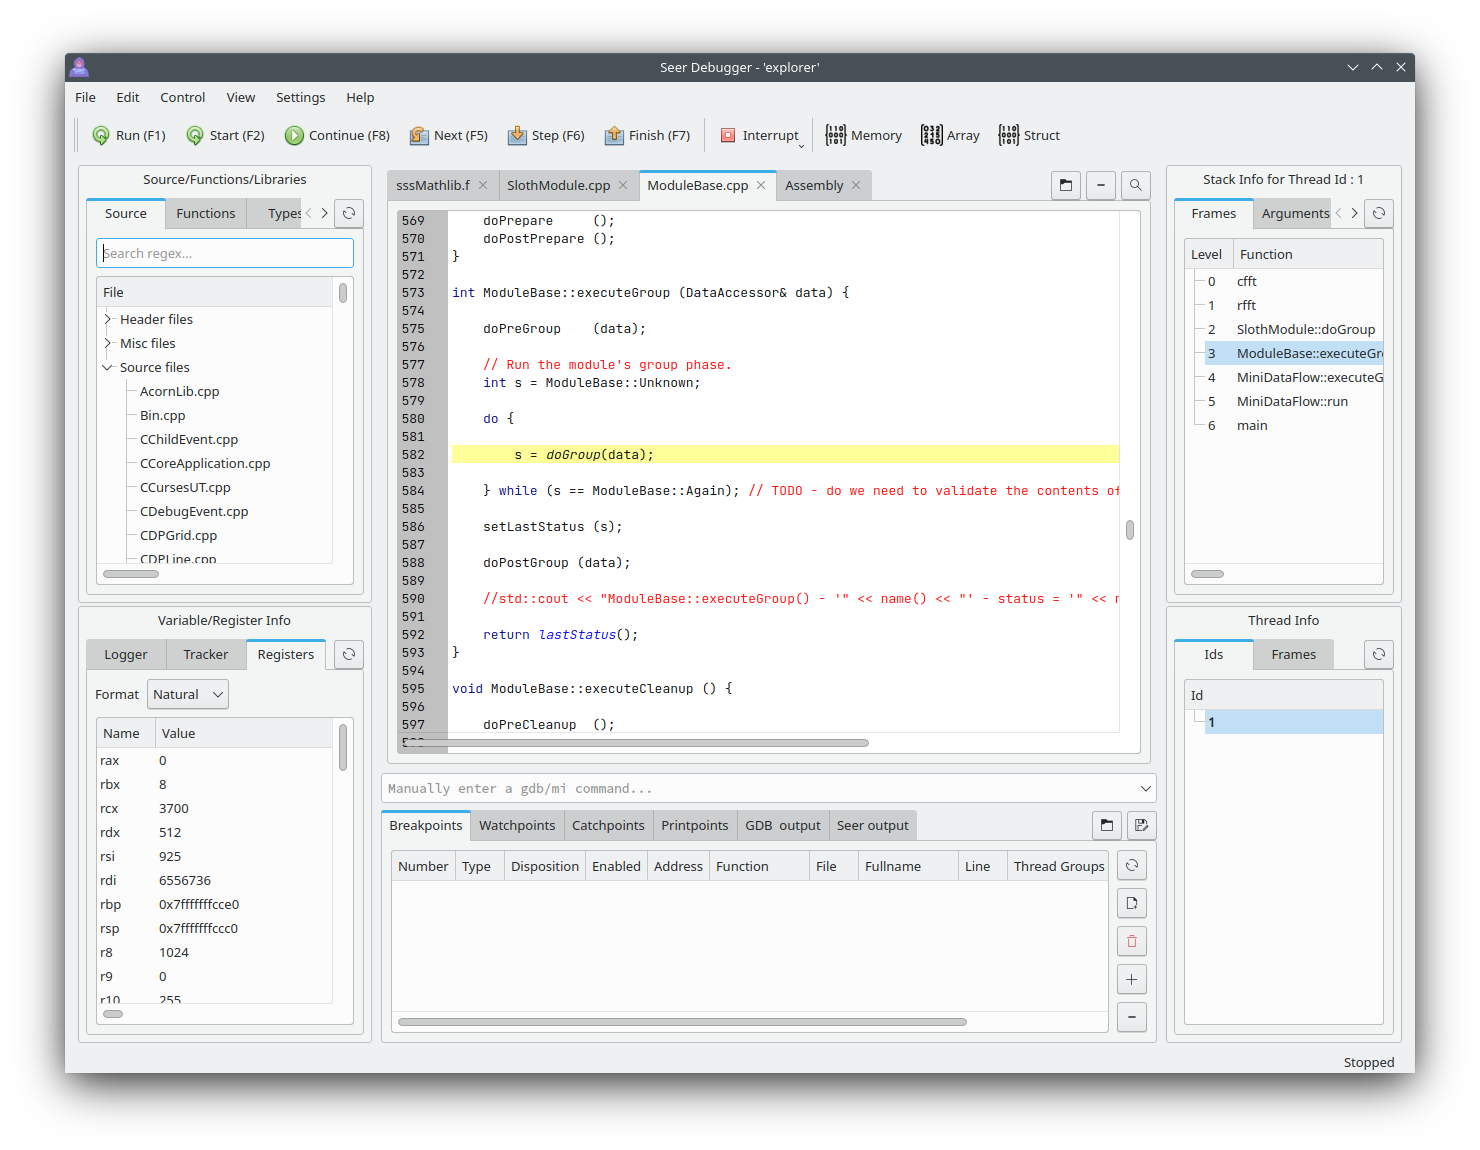 Seer Debugger - 'explorer'
File Edit Control View Settings Help
Run (F1) Start (F2) Continue (F8) Next (F5) Step (F6) Finish (F7) Interrupt Memory Array Struct
Source/Functions/Libraries
Source Functions Types
Search regex...
File
Header files
Misc files
Source files
AcornLib.cpp
Bin.cpp
CChildEvent.cpp
CCoreApplication.cpp
CCursesUT.cpp
CDebugEvent.cpp
CDPGrid.cpp
CDPLine.cpp
Variable/Register Info
Logger Tracker Registers
Format Natural
Name Value
rax 0
rbx 8
rcx 3700
rdx 512
rsi 925
rdi 6556736
rbp 0x7fffffffcce0
rsp 0x7fffffffccc0
r8 1024
r9 0
r10 255
sssMathlib.f SlothModule.cpp ModuleBase.cpp Assembly
569 doPrepare ();
570 doPostPrepare ();
571 }
572
573 int ModuleBase::executeGroup (DataAccessor& data) {
574
575 doPreGroup (data);
576
577 // Run the module's group phase.
578 int s = ModuleBase::Unknown;
579
580 do {
581
582 s = doGroup(data);
583
584 } while (s == ModuleBase::Again); // TODO - do we need to validate the contents of
585
586 setLastStatus (s);
587
588 doPostGroup (data);
589
590 //std::cout << "ModuleBase::executeGroup() - '" << name() << "' - status = '" <<
591
592 return lastStatus();
593 }
594
595 void ModuleBase::executeCleanup () {
596
597 doPreCleanup ();
598
Manually enter a gdb/mi command...
Breakpoints Watchpoints Catchpoints Printpoints GDB output Seer output
Number Type Disposition Enabled Address Function File Fullname Line Thread Groups
Stack Info for Thread Id : 1
Frames Arguments
Level Function
0 cfft
1 rfft
2 SlothModule::doGroup
3 ModuleBase::executeGr
4 MiniDataFlow::executeG
5 MiniDataFlow::run
6 main
Thread Info
Ids Frames
Id
1
Stopped